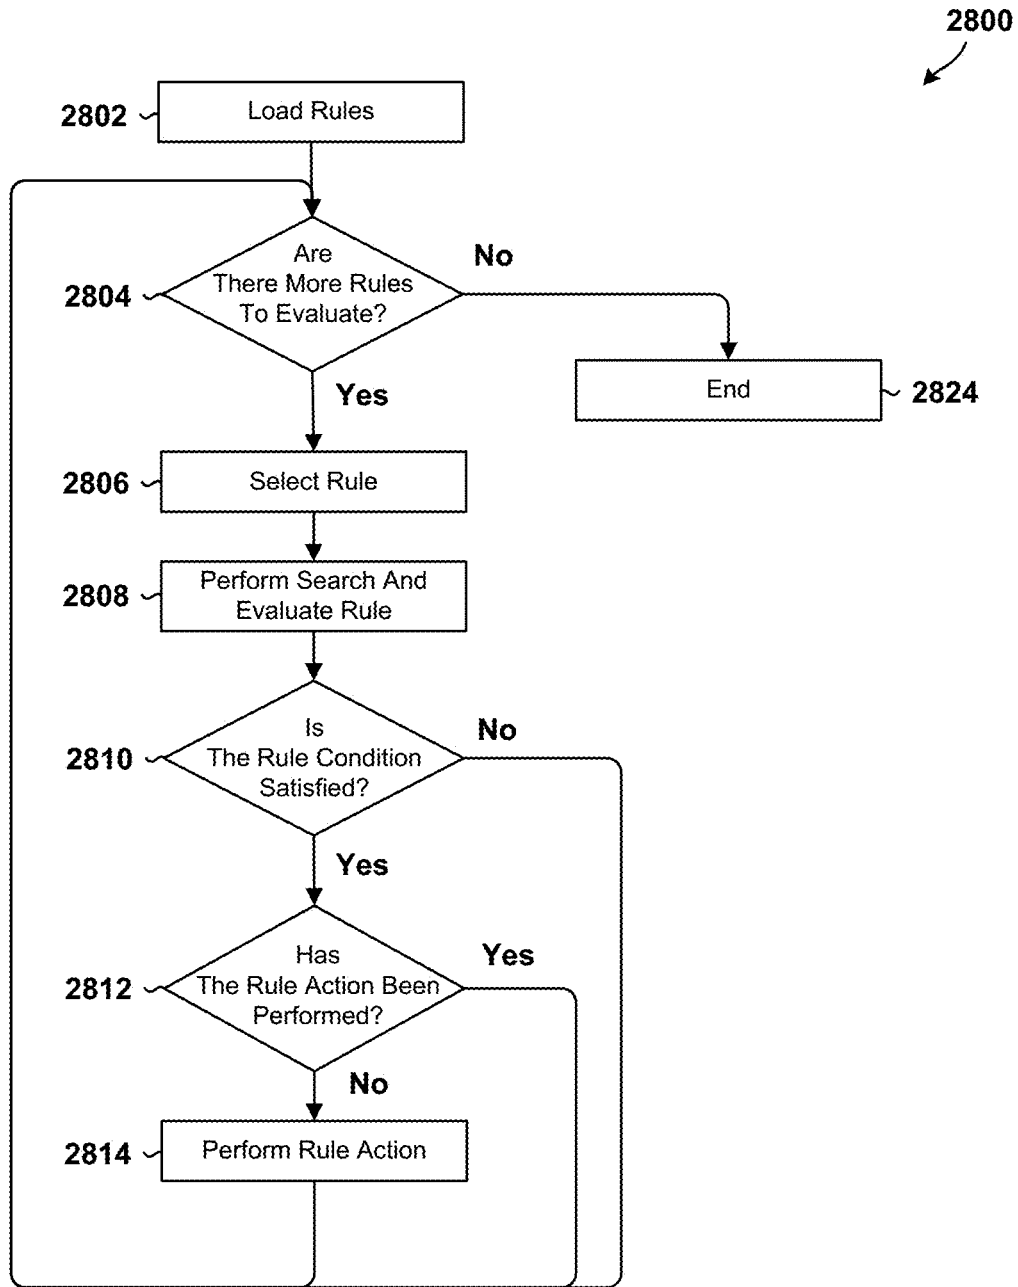 2800
2802
Load Rules
Are
There More Rules
To Evaluate?
2804
No
Yes
End
2824
2806
Select Rule
2808
Perform Search And
Evaluate Rule
Is
The Rule Condition
Satisfied?
2810
No
Yes
Has
The Rule Action Been
Performed?
2812
Yes
No
2814
Perform Rule Action